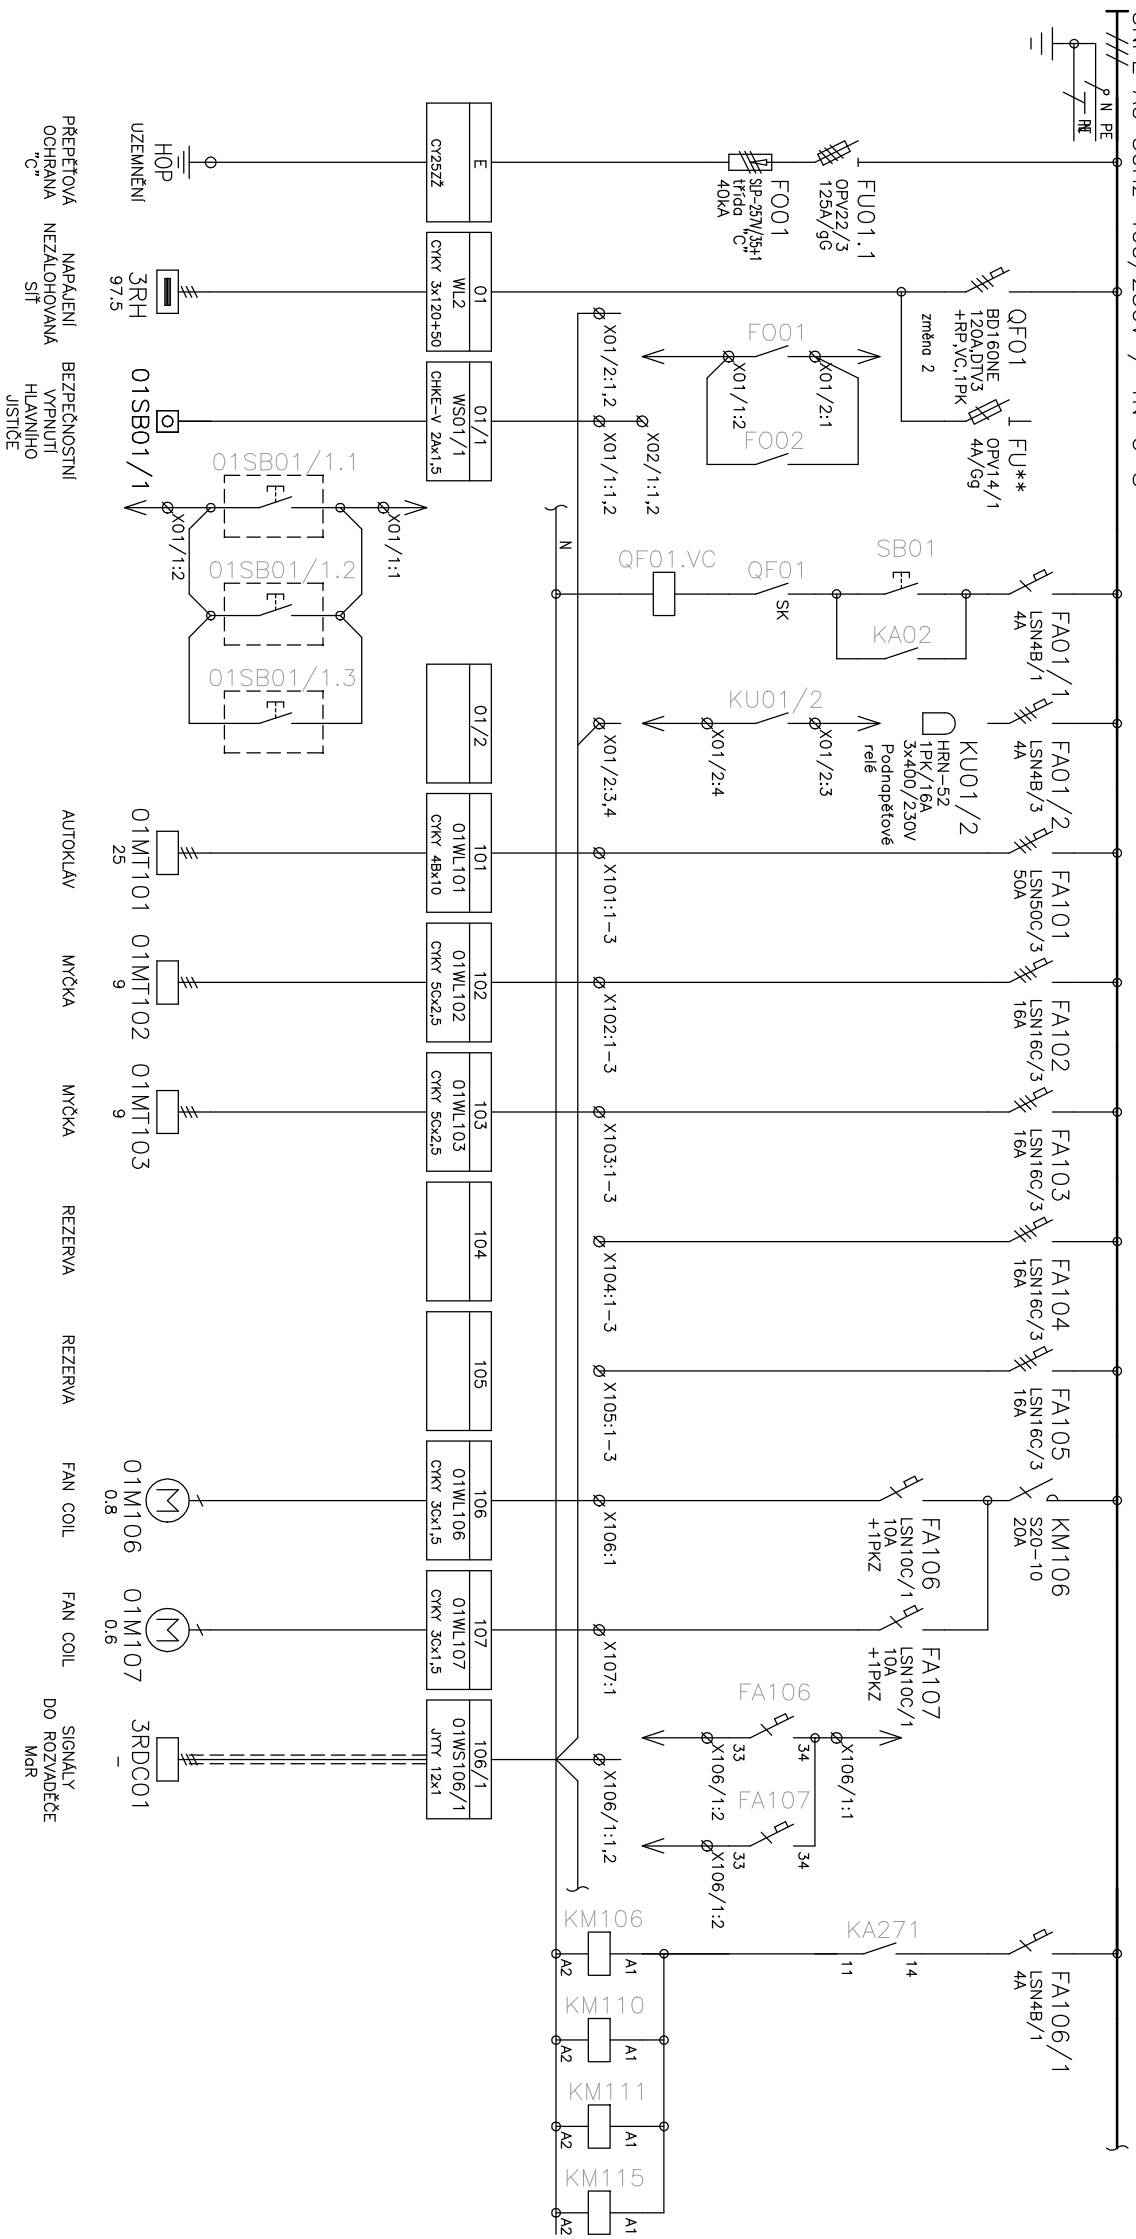 N PE
FU01.1
OPV22/3
125A/gG
FO01
SLP-257V/3S+1
třída "C"
40kA
E
CY25ZŽ
HOP
UZEMNĚNÍ
PŘEPĚŤOVÁ
OCHRANA
"C"
QF01
BD160NE
120A,DTV3
+RP,VC,1PK
změna 2
01
WL2
CYKY 3x120+50
3RH
97.5
NAPÁJENÍ
NEZÁLOHOVANÁ
SÍŤ
FU**
OPV14/1
4A/Gg
X01/2:1,2
FO01
X01/2:1
X01/1:2
FO02
X02/1:1,2
X01/1:1,2
01/1
WS01/1
CHKE-V 2Ax1,5
01SB01/1
BEZPEČNOSTNÍ
VYPNUTÍ
HLAVNÍHO
JISTIČE
X01/1:1
01SB01/1.1
X01/1:2
01SB01/1.2
01SB01/1.3
N
FA01/1
LSN4B/1
4A
SB01
KA02
QF01
SK
QF01.VC
FA01/2
LSN4B/3
4A
KU01/2
HRN-52
1PK/16A
3x400/230V
Podnapěťové
relé
KU01/2
X01/2:3
X01/2:4
X01/2:3,4
01/2
FA101
LSN50C/3
50A
X101:1-3
101
01WL101
CYKY 4Bx10
01MT101
25
AUTOKLÁV
FA102
LSN16C/3
16A
X102:1-3
102
01WL102
CYKY 5Cx2,5
01MT102
9
MYČKA
FA103
LSN16C/3
16A
X103:1-3
103
01WL103
CYKY 5Cx2,5
01MT103
9
MYČKA
FA104
LSN16C/3
16A
X104:1-3
104
REZERVA
FA105
LSN16C/3
16A
X105:1-3
105
REZERVA
KM106
S20-10
20A
FA106
LSN10C/1
10A
+1PKZ
X106:1
106
01WL106
CYKY 3Cx1,5
01M106
0.8
FAN COIL
FA107
LSN10C/1
10A
+1PKZ
X107:1
107
01WL107
CYKY 3Cx1,5
01M107
0.6
FAN COIL
X106/1:1
FA106
34
33
X106/1:2
FA107
34
33
X106/1:2
X106/1:1,2
106/1
01WS106/1
JYTY 12x1
3RDC01
-
SIGNÁLY
DO ROZVADĚČE
MaR
FA106/1
LSN4B/1
4A
KA271
14
11
KM106
A1
A2
KM110
A1
A2
KM111
A1
A2
KM115
A1
A2